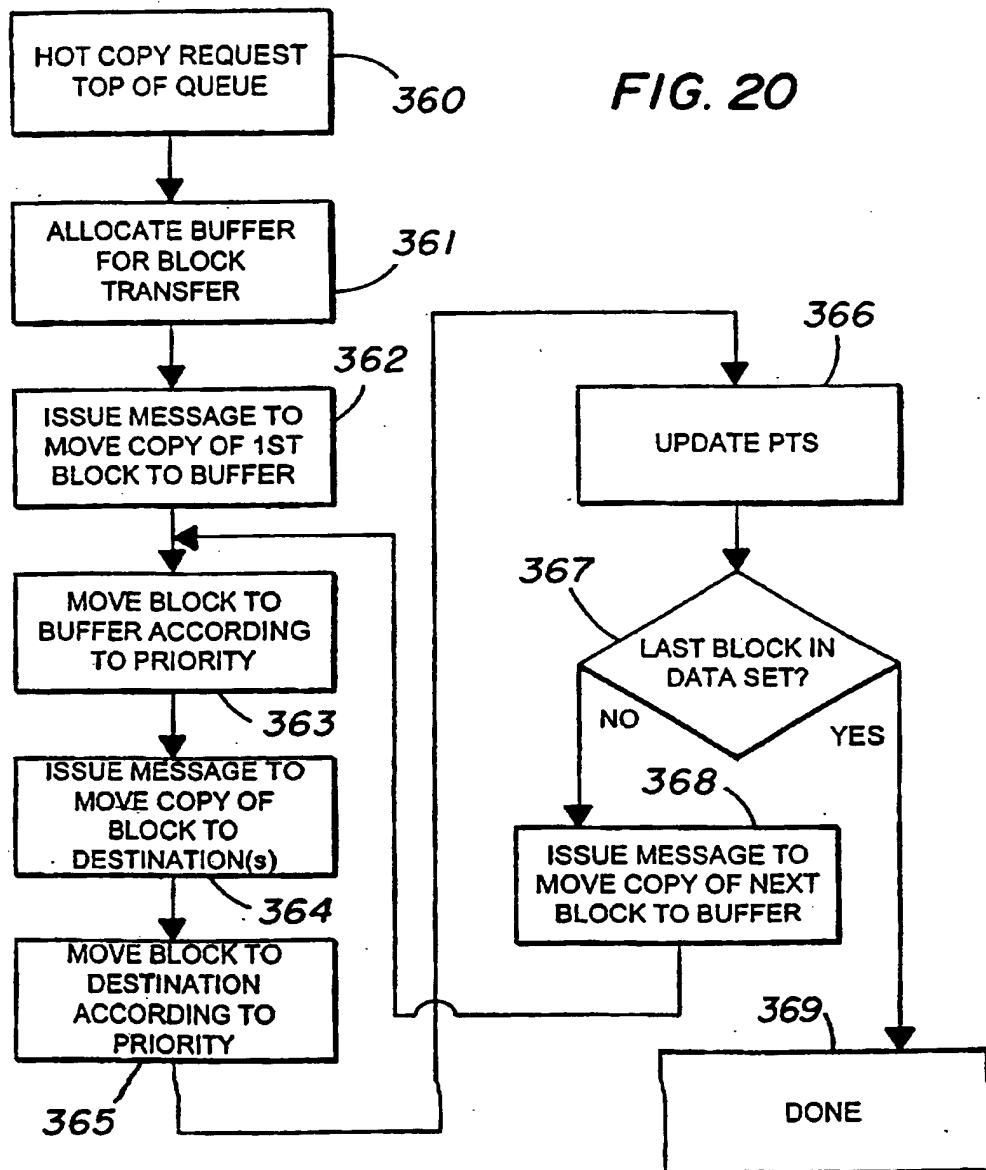 HOT COPY REQUEST
TOP OF QUEUE
360
FIG. 20
ALLOCATE BUFFER
FOR BLOCK
TRANSFER
361
362
ISSUE MESSAGE TO
MOVE COPY OF 1ST
BLOCK TO BUFFER
MOVE BLOCK TO
BUFFER ACCORDING
TO PRIORITY
363
ISSUE MESSAGE TO
MOVE COPY OF
BLOCK TO
DESTINATION(s)
364
MOVE BLOCK TO
DESTINATION
ACCORDING TO
PRIORITY
365
366
UPDATE PTS
367
LAST BLOCK IN
DATA SET?
NO
YES
368
ISSUE MESSAGE TO
MOVE COPY OF NEXT
BLOCK TO BUFFER
369
DONE